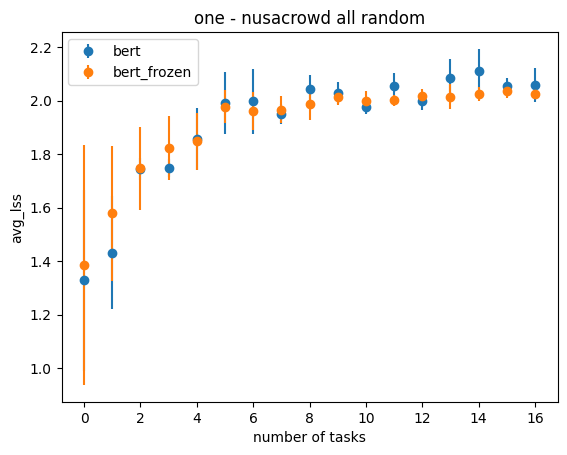 one - nusacrowd all random
bert
bert_frozen
2.2
2.0
1.8
1.6
1.4
1.2
1.0
avg_lss
0 2 4 6 8 10 12 14 16
number of tasks